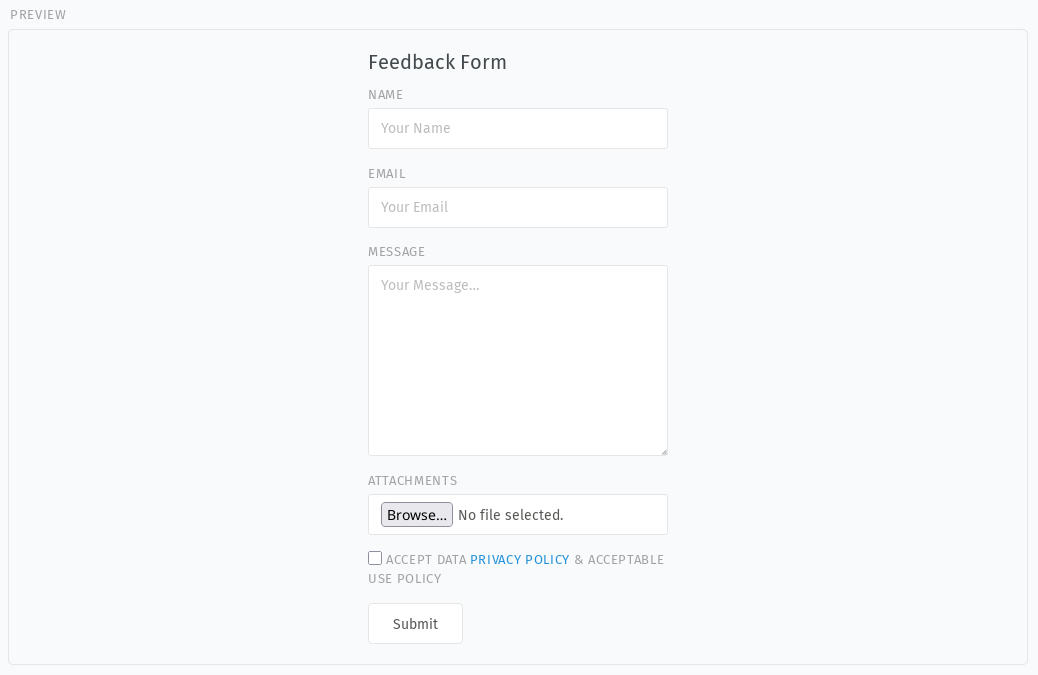 PREVIEW
Feedback Form
NAME
Your Name
EMAIL
Your Email
MESSAGE
Your Message...
ATTACHMENTS
Browse... No file selected.
ACCEPT DATA PRIVACY POLICY & ACCEPTABLE
USE POLICY
Submit